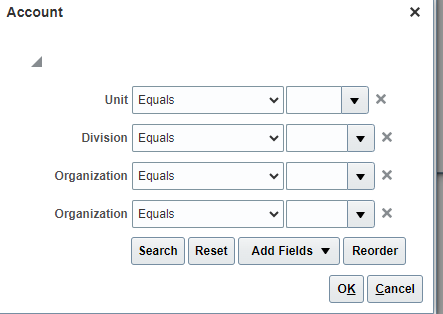 Account
Unit Equals
Division Equals
Organization Equals
Organization Equals
Search Reset Add Fields Reorder
OK Cancel